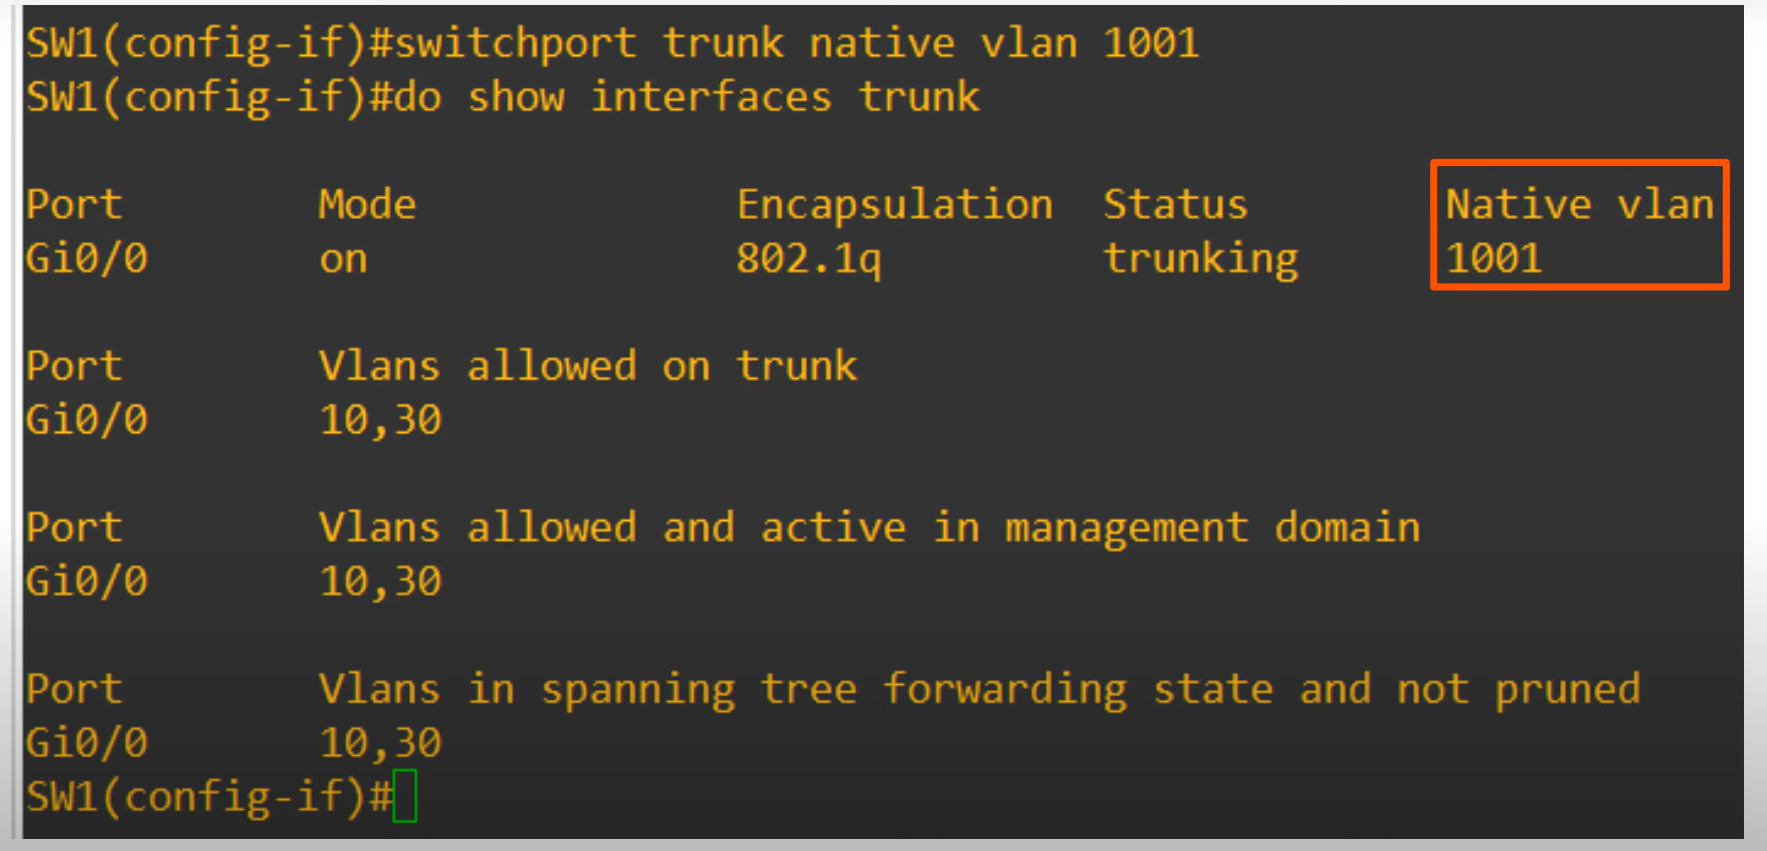 SW1(config-if)#switchport trunk native vlan 1001
SW1(config-if)#do show interfaces trunk
Port Mode Encapsulation Status Native vlan
Gi0/0 on 802.1q trunking 1001
Port Vlans allowed on trunk
Gi0/0 10,30
Port Vlans allowed and active in management domain
Gi0/0 10,30
Port Vlans in spanning tree forwarding state and not pruned
Gi0/0 10,30
SW1(config-if)#